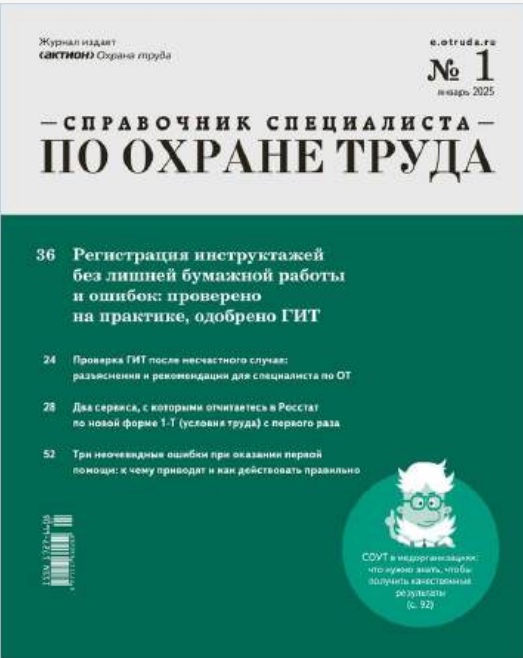 Журнал издает
e.otruda.ru
‹актион› Охрана труда
№ 1
январь 2025
СПРАВОЧНИК СПЕЦИАЛИСТА
ПО ОХРАНЕ ТРУДА
36 Регистрация инструктажей
без лишней бумажной работы
и ошибок: проверено
на практике, одобрено ГИТ
24 Проверка ГИТ после несчастного случая:
разъяснения и рекомендации для специалиста по ОТ
28 Два сервиса, с которыми отчитаетесь в Росстат
по новой форме 1-Т (условия труда) с первого раза
52 Три неочевидные ошибки при оказании первой
помощи: к чему приводят и как действовать правильно
СОУТ в медорганизациях:
что нужно знать, чтобы
получить качественные
результаты
(с. 92)